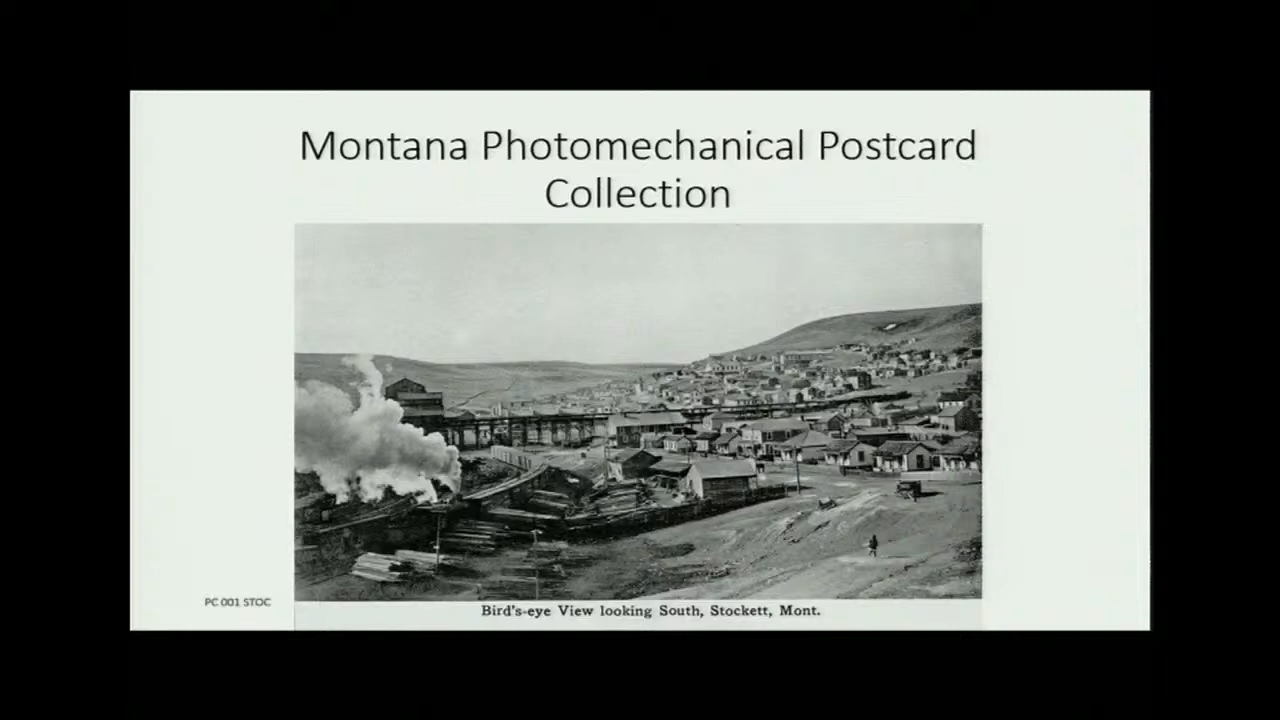 Montana Photomechanical Postcard
Collection
PC 001 STOC
Bird's-eye View looking South, Stockett, Mont.